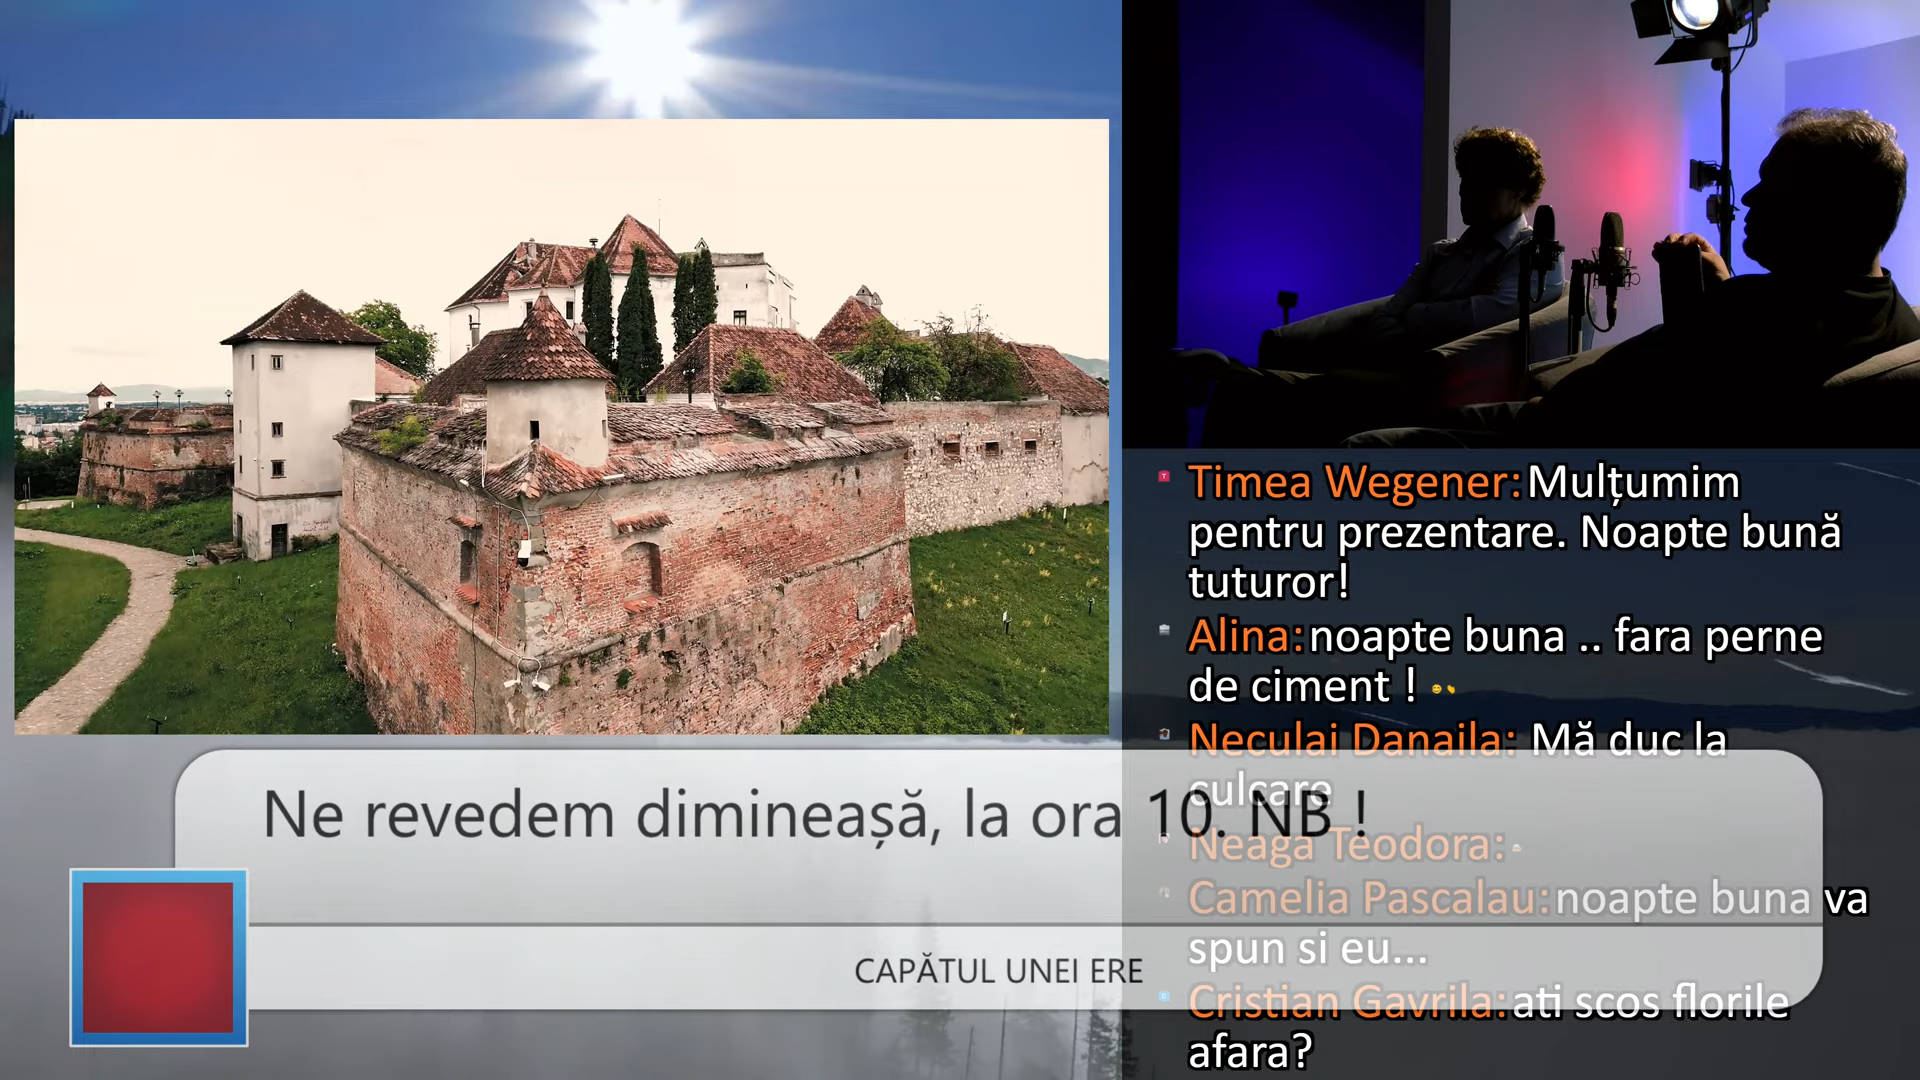 Timea Wegener: Mulțumim
pentru prezentare. Noapte bună
tuturor!
Alina: noapte buna .. fara perne
de ciment !
Neculai Danaila: Mă duc la
culcare
Neaga Teodora:
Camelia Pascalau: noapte buna va
spun si eu...
Cristian Gavrila: ati scos florile
afara?
Ne revedem dimineașă, la ora 10. NB !
CAPĂTUL UNEI ERE